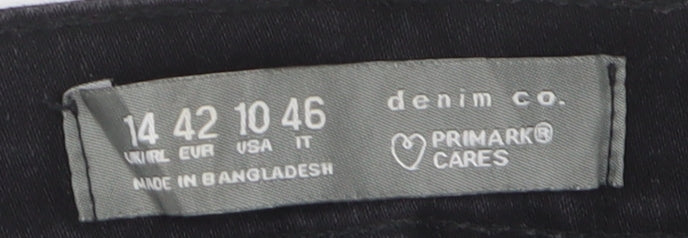 14 42 10 46
UK/IRL EUR USA IT
MADE IN BANGLADESH
denim co.
PRIMARK®
CARES